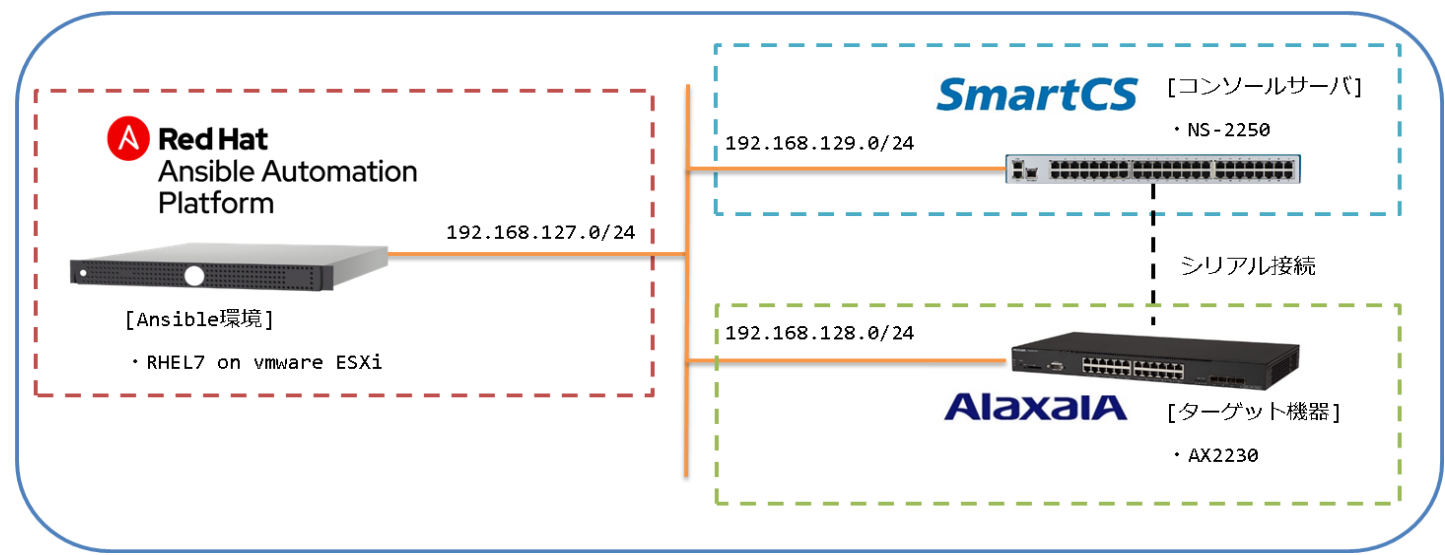 Red Hat
Ansible Automation
Platform
192.168.127.0/24
[Ansible環境]
・RHEL7 on vmware ESXi
SmartCS
[コンソールサーバ]
・NS-2250
192.168.129.0/24
シリアル接続
192.168.128.0/24
AlaxalA
[ターゲット機器]
・AX2230